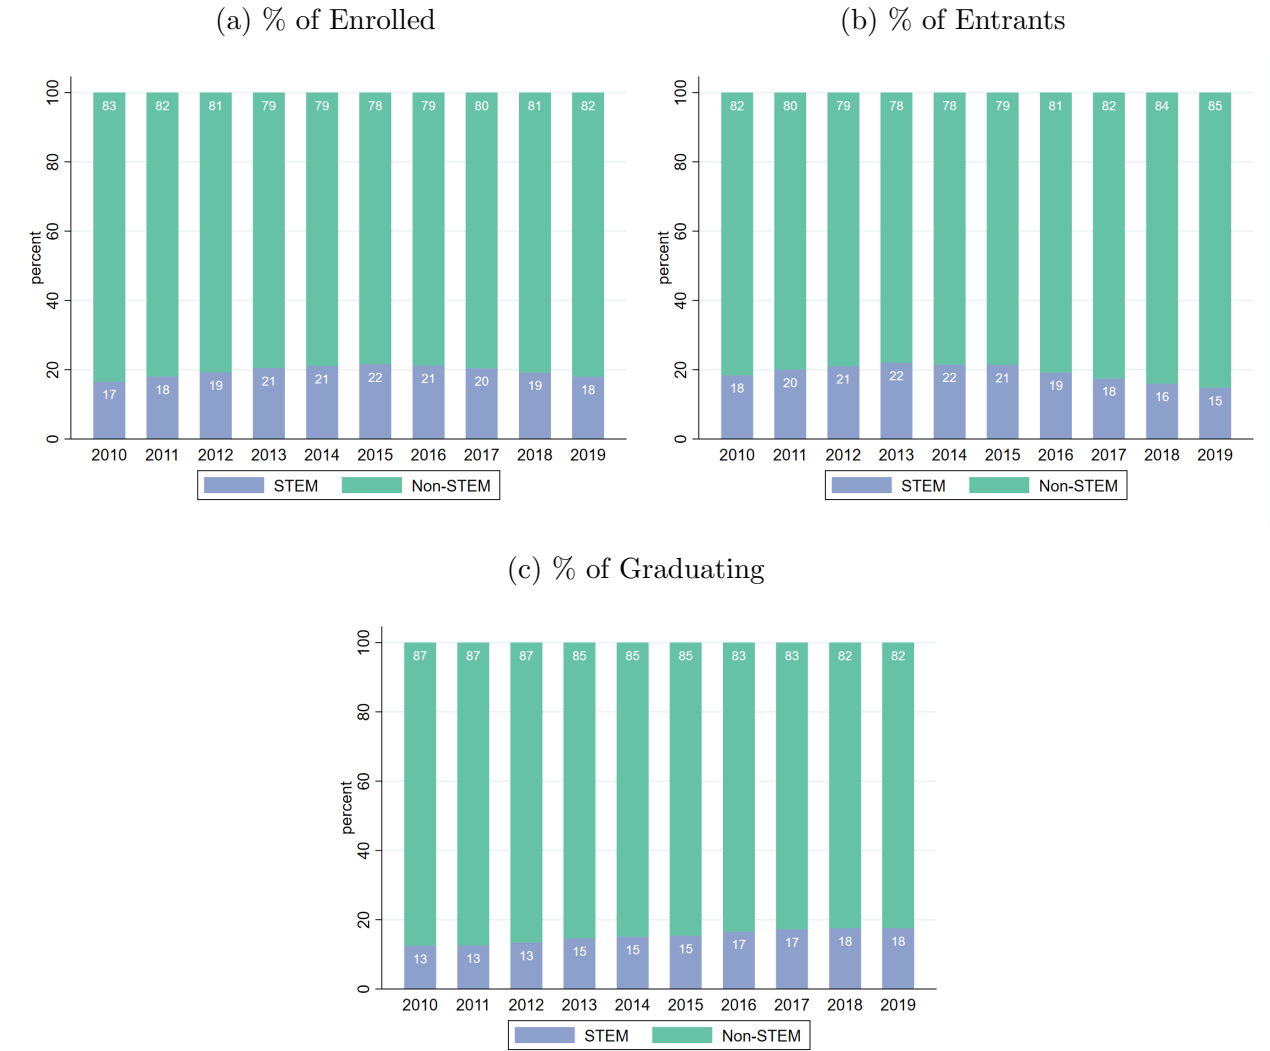 (a) % of Enrolled
percent
100
80
60
40
20
0
83 82 81 79 79 78 79 80 81 82
17 18 19 21 21 22 21 20 19 18
2010 2011 2012 2013 2014 2015 2016 2017 2018 2019
STEM Non-STEM
(b) % of Entrants
percent
100
80
60
40
20
0
82 80 79 78 78 79 81 82 84 85
18 20 21 22 22 21 19 18 16 15
2010 2011 2012 2013 2014 2015 2016 2017 2018 2019
STEM Non-STEM
(c) % of Graduating
percent
100
80
60
40
20
0
87 87 87 85 85 85 83 83 82 82
13 13 13 15 15 15 17 17 18 18
2010 2011 2012 2013 2014 2015 2016 2017 2018 2019
STEM Non-STEM